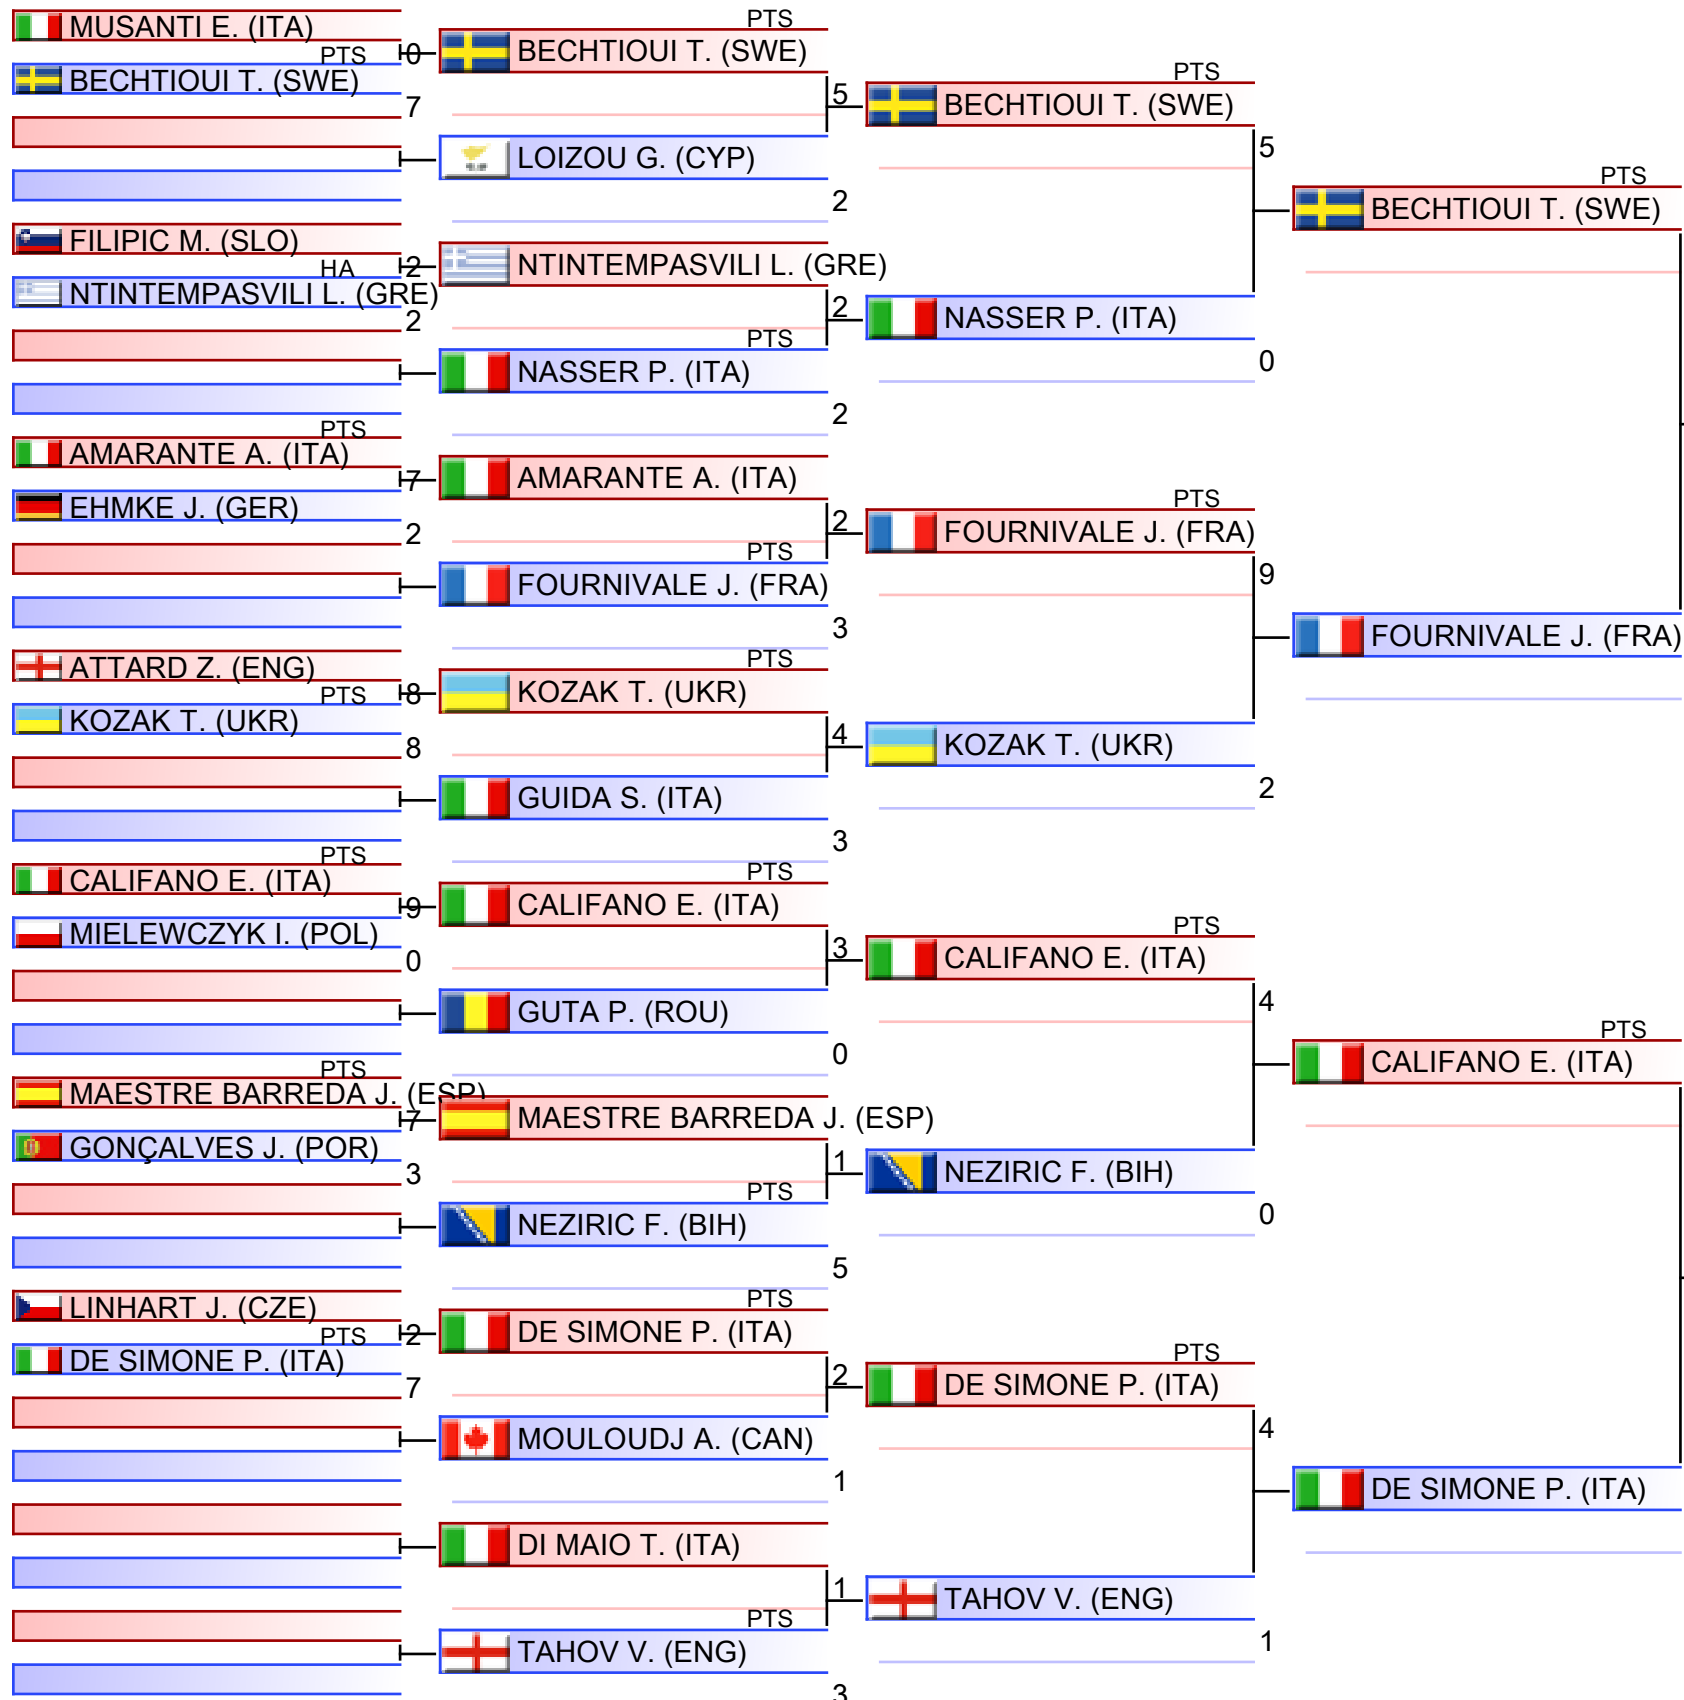 MUSANTI E. (ITA)
0
PTS
BECHTIOUI T. (SWE)
7
FILIPIC M. (SLO)
2
HA
NTINTEMPASVILI L. (GRE)
2
PTS
AMARANTE A. (ITA)
7
EHMKE J. (GER)
2
ATTARD Z. (ENG)
8
PTS
KOZAK T. (UKR)
8
PTS
CALIFANO E. (ITA)
9
MIELEWCZYK I. (POL)
0
PTS
MAESTRE BARREDA J. (ESP)
7
GONÇALVES J. (POR)
3
LINHART J. (CZE)
2
PTS
DE SIMONE P. (ITA)
7
PTS
BECHTIOUI T. (SWE)
5
LOIZOU G. (CYP)
2
NTINTEMPASVILI L. (GRE)
2
PTS
NASSER P. (ITA)
2
AMARANTE A. (ITA)
2
PTS
FOURNIVALE J. (FRA)
3
PTS
KOZAK T. (UKR)
4
GUIDA S. (ITA)
3
PTS
CALIFANO E. (ITA)
3
GUTA P. (ROU)
0
MAESTRE BARREDA J. (ESP)
1
PTS
NEZIRIC F. (BIH)
5
PTS
DE SIMONE P. (ITA)
2
MOULOUDJ A. (CAN)
1
DI MAIO T. (ITA)
1
PTS
TAHOV V. (ENG)
3
PTS
BECHTIOUI T. (SWE)
5
NASSER P. (ITA)
0
PTS
FOURNIVALE J. (FRA)
9
KOZAK T. (UKR)
2
PTS
CALIFANO E. (ITA)
4
NEZIRIC F. (BIH)
0
PTS
DE SIMONE P. (ITA)
4
TAHOV V. (ENG)
1
PTS
BECHTIOUI T. (SWE)
FOURNIVALE J. (FRA)
PTS
CALIFANO E. (ITA)
DE SIMONE P. (ITA)